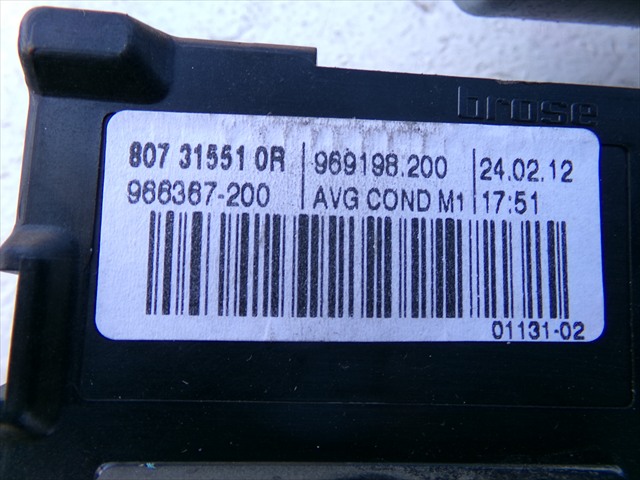 brose
807 31551 0R 969198.200 24.02.12
966367-200 AVG COND M1 17:51
01131-02